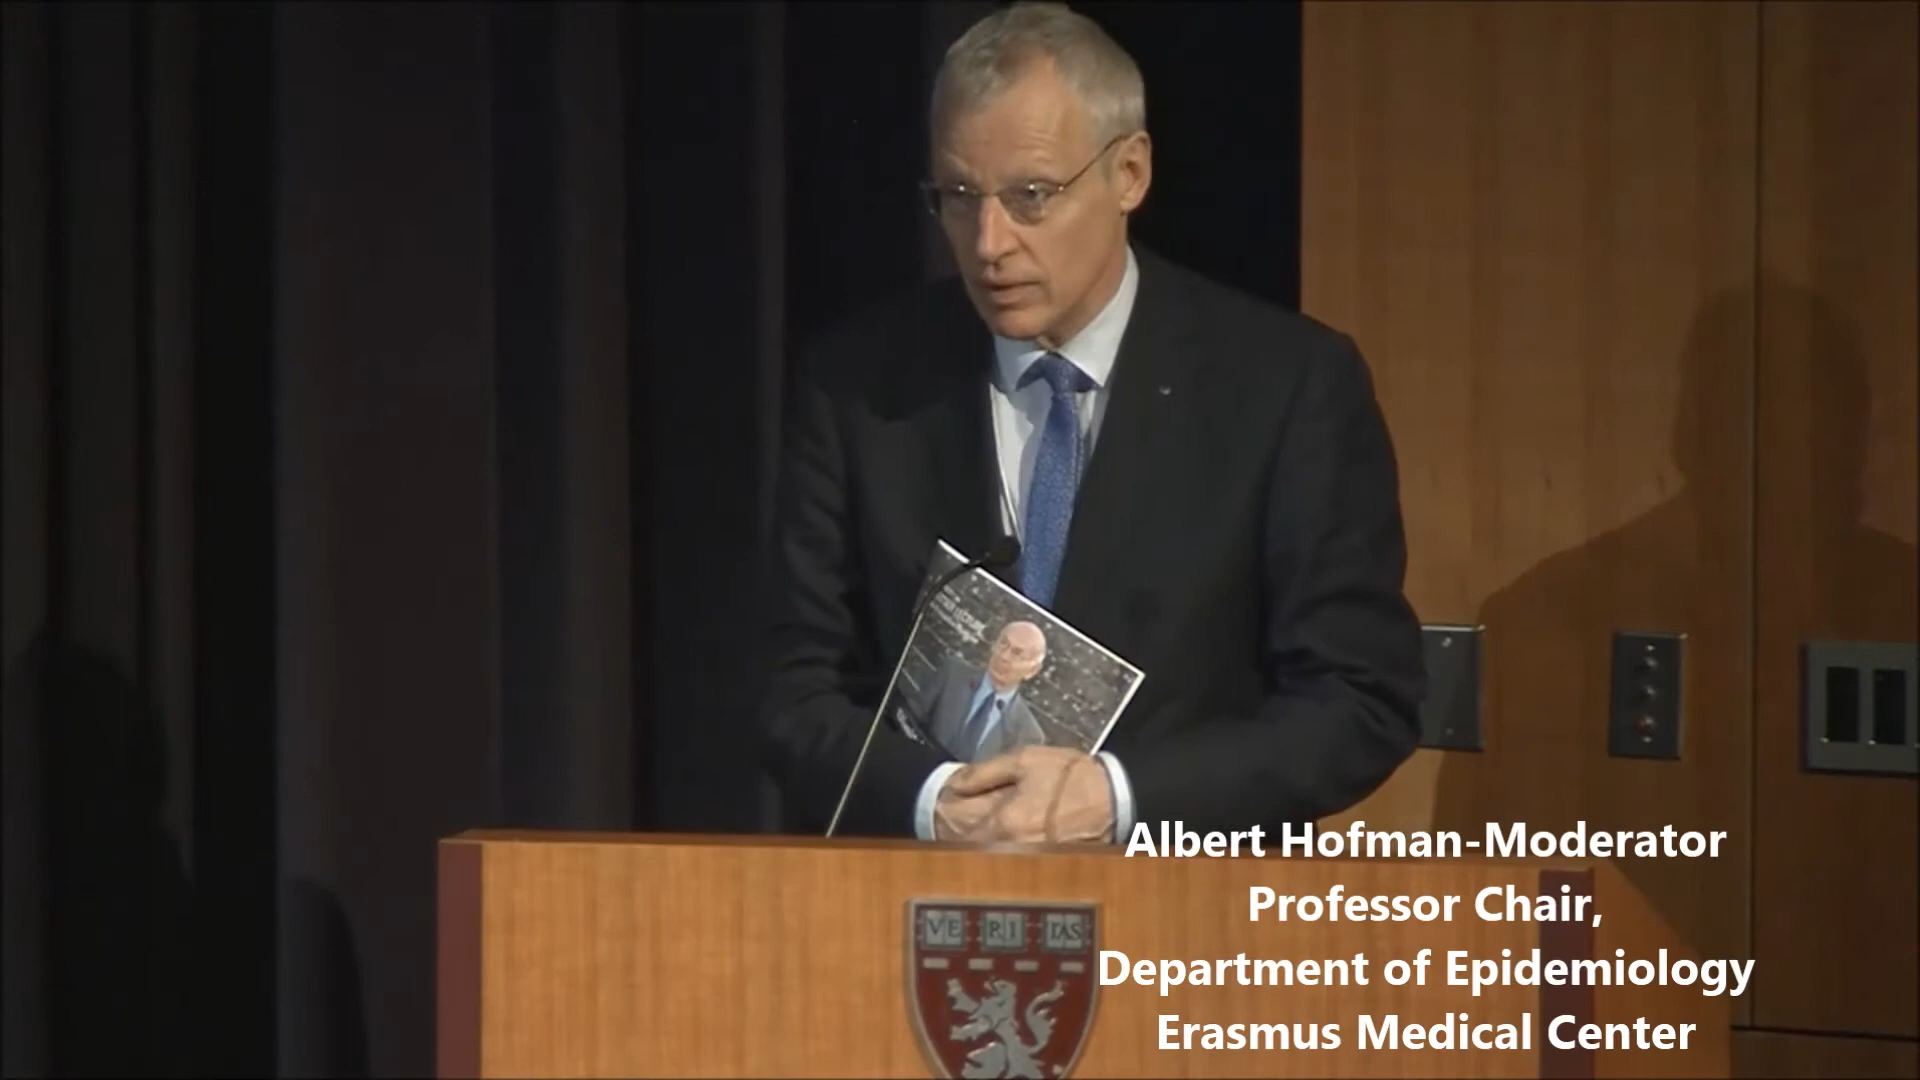 VE RI TAS
Albert Hofman-Moderator
Professor Chair,
Department of Epidemiology
Erasmus Medical Center